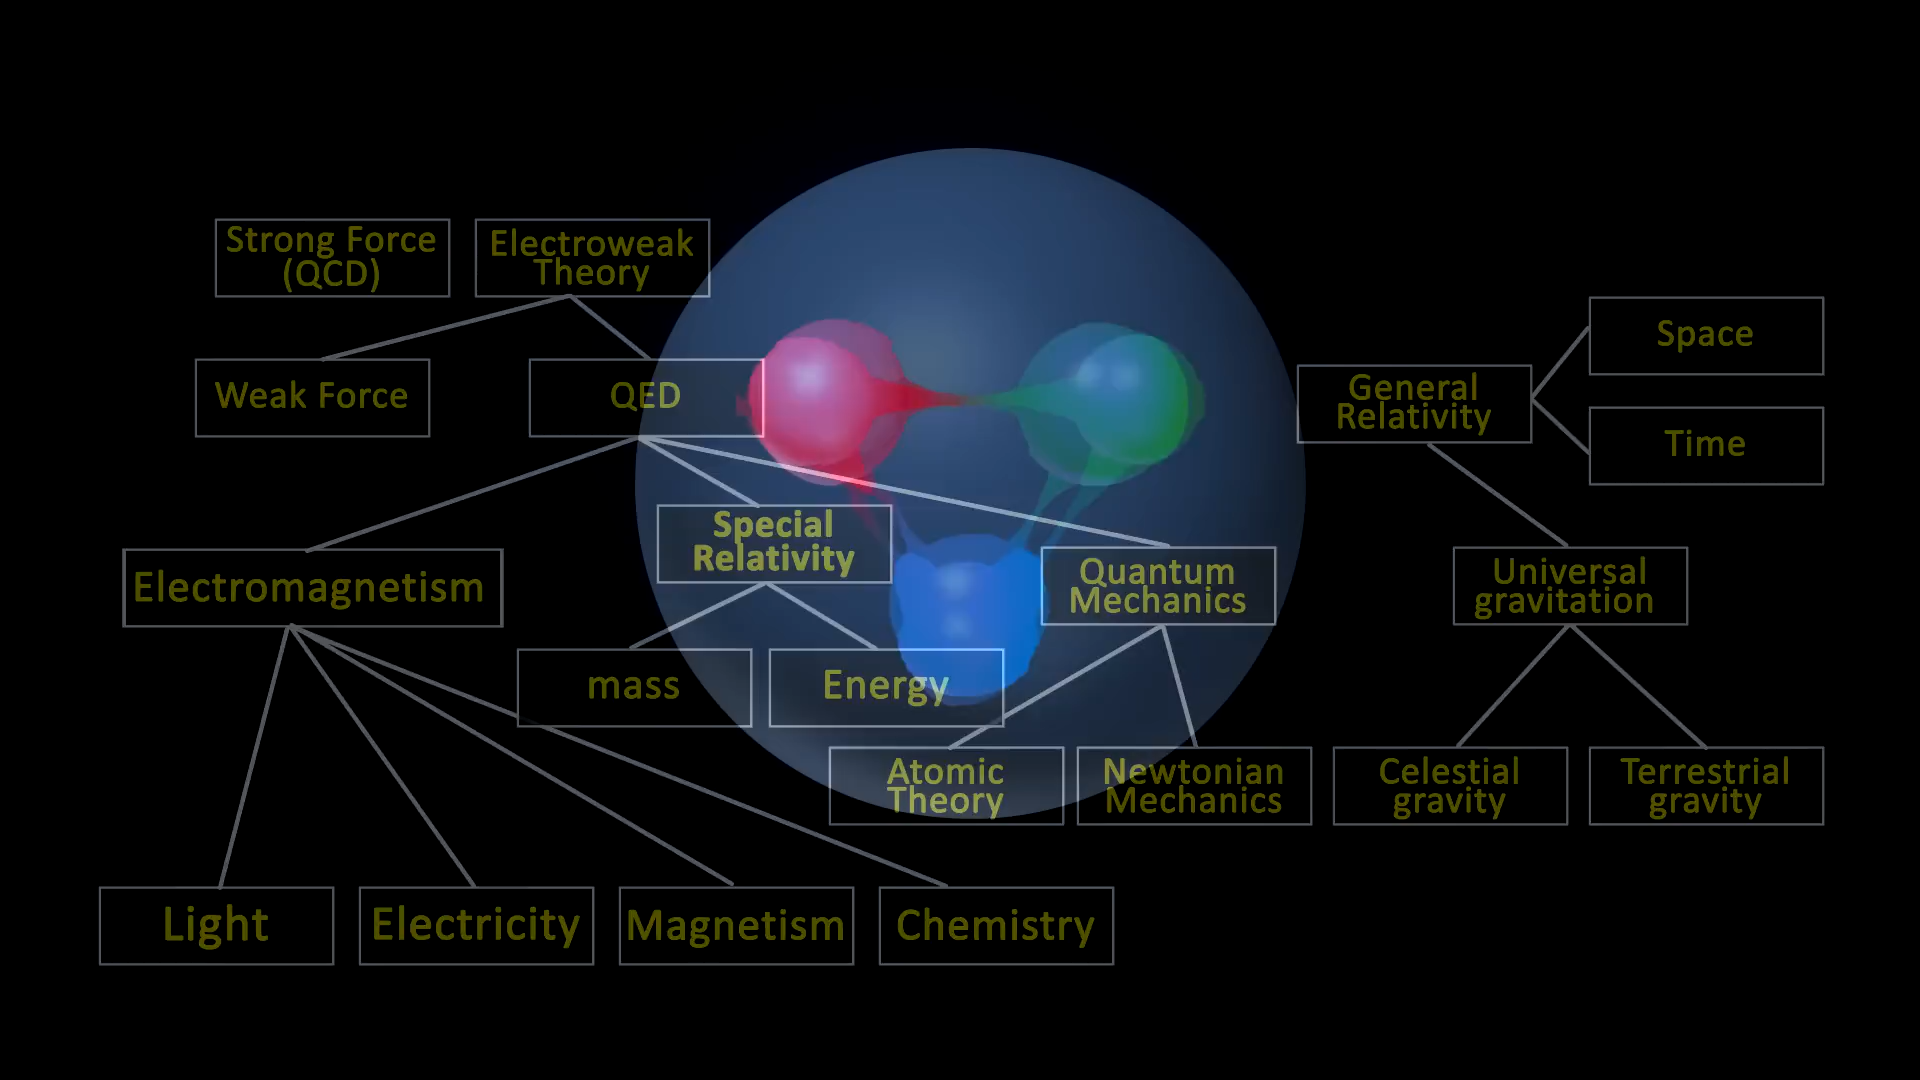 Strong Force
(QCD)
Electroweak
Theory
Weak Force
QED
General
Relativity
Space
Time
Electromagnetism
Special
Relativity
Quantum
Mechanics
Universal
gravitation
mass
Energy
Atomic
Theory
Newtonian
Mechanics
Celestial
gravity
Terrestrial
gravity
Light
Electricity
Magnetism
Chemistry